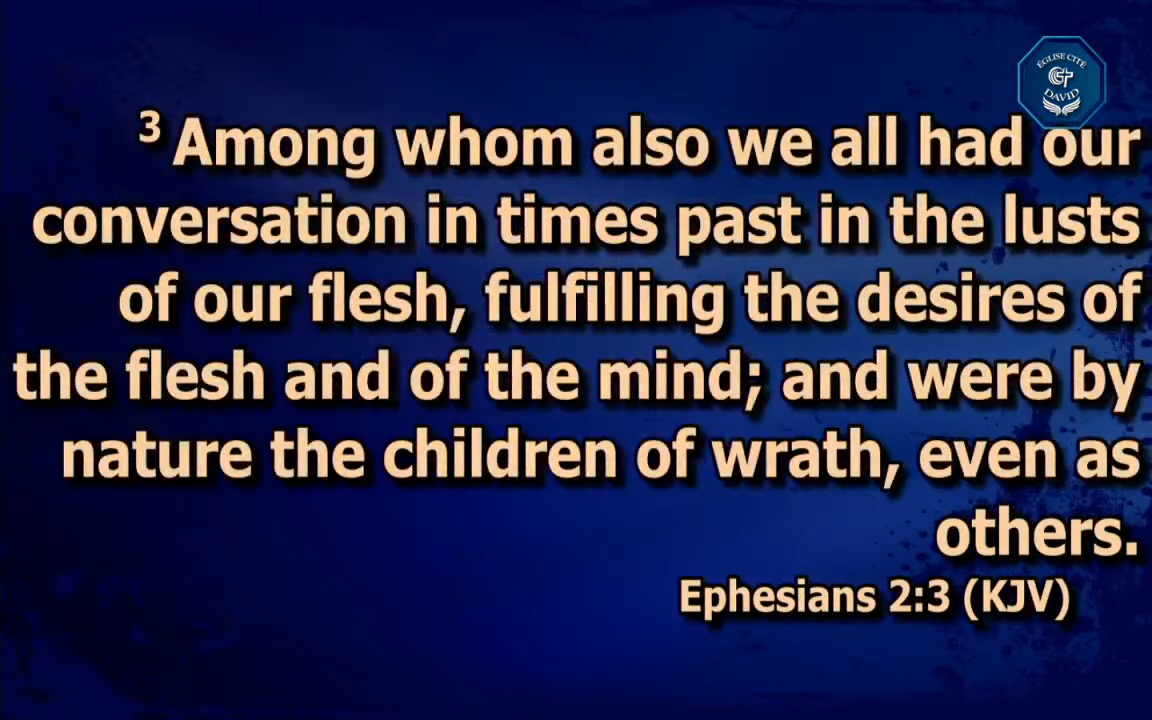 ÉGLISE CITÉ
DAVID
3 Among whom also we all had our
conversation in times past in the lusts
of our flesh, fulfilling the desires of
the flesh and of the mind; and were by
nature the children of wrath, even as
others.
Ephesians 2:3 (KJV)